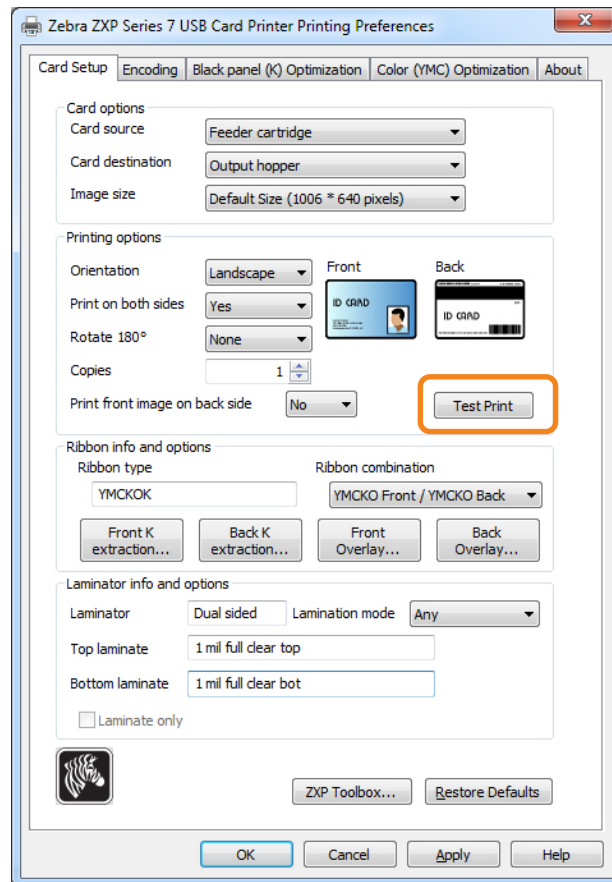 Zebra ZXP Series 7 USB Card Printer Printing Preferences
Card Setup Encoding Black panel (K) Optimization Color (YMC) Optimization About
Card options
Card source Feeder cartridge
Card destination Output hopper
Image size Default Size (1006 * 640 pixels)
Printing options
Orientation Landscape Front Back
Print on both sides Yes
ID CARD ID CARD
Rotate 180° None
Copies 1
Print front image on back side No Test Print
Ribbon info and options
Ribbon type Ribbon combination
YMCKOK YMCKO Front / YMCKO Back
Front K extraction... Back K extraction... Front Overlay... Back Overlay...
Laminator info and options
Laminator Dual sided Lamination mode Any
Top laminate 1 mil full clear top
Bottom laminate 1 mil full clear bot
Laminate only
ZXP Toolbox... Restore Defaults
OK Cancel Apply Help